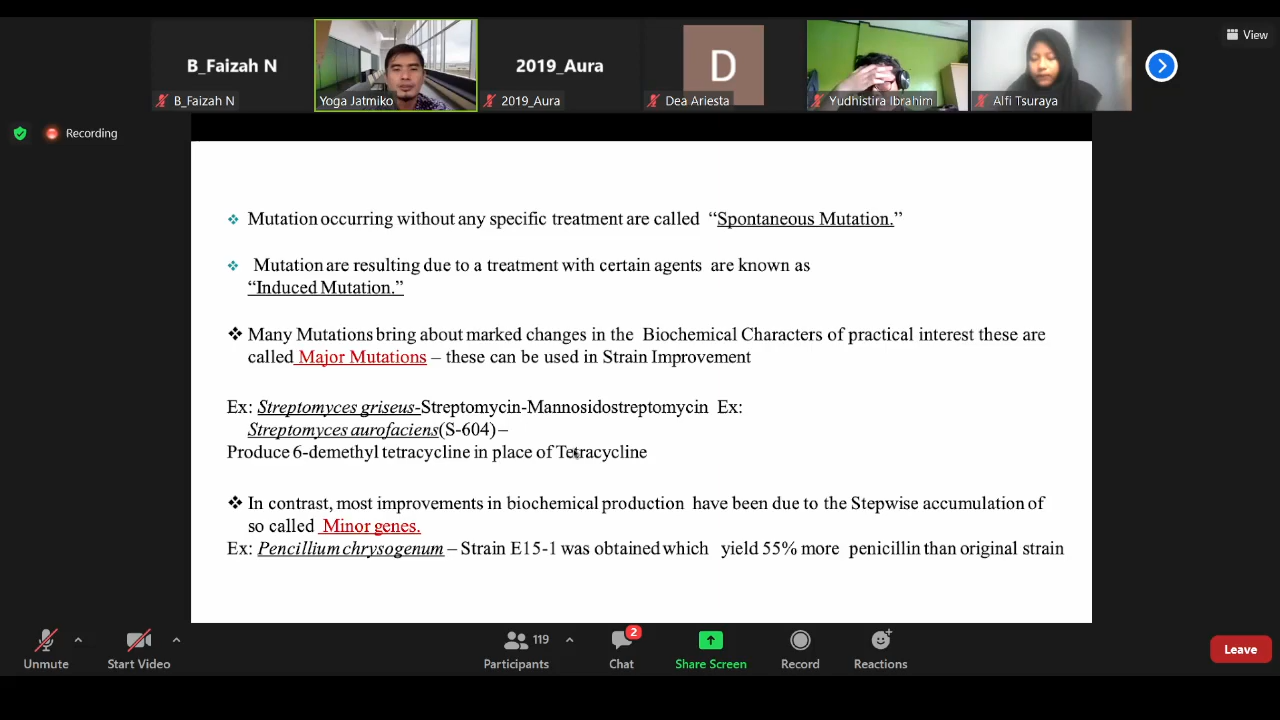 View
B_Faizah N
2019_Aura
D
B_Faizah N
Yoga Jatmiko
2019_Aura
Dea Ariesta
Yudhistira Ibrahim
Alfi Tsuraya
Recording
Mutation occurring without any specific treatment are called “Spontaneous Mutation.”
Mutation are resulting due to a treatment with certain agents are known as
“Induced Mutation.”
Many Mutations bring about marked changes in the Biochemical Characters of practical interest these are
called Major Mutations – these can be used in Strain Improvement
Ex: Streptomyces griseus-Streptomycin-Mannosidostreptomycin Ex:
Streptomyces aurofaciens(S-604) –
Produce 6-demethyl tetracycline in place of Tetracycline
In contrast, most improvements in biochemical production have been due to the Stepwise accumulation of
so called Minor genes.
Ex: Pencillium chrysogenum – Strain E15-1 was obtained which yield 55% more penicillin than original strain
119
2
Unmute
Start Video
Participants
Chat
Share Screen
Record
Reactions
Leave